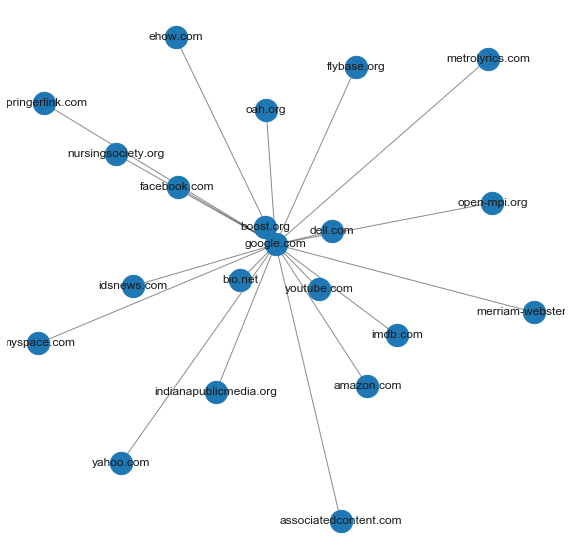 ehow.com
metrolyrics.com
flybase.org
pringerlink.com
oah.org
nursingsociety.org
facebook.com
open-mpi.org
boost.org
dell.com
google.com
bio.net
idsnews.com
youtube.com
merriam-webster
imdb.com
nyspace.com
amazon.com
indianapublicmedia.org
yahoo.com
associatedcontent.com